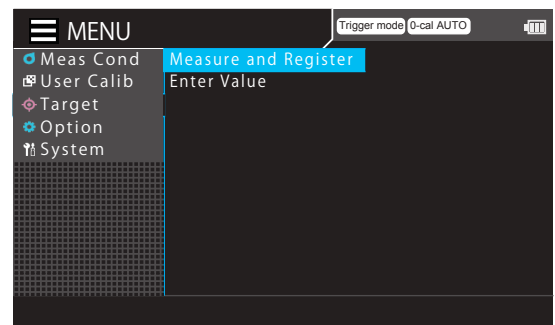 MENU
Trigger mode 0-cal AUTO
Meas Cond
Measure and Register
User Calib
Enter Value
Target
Option
System